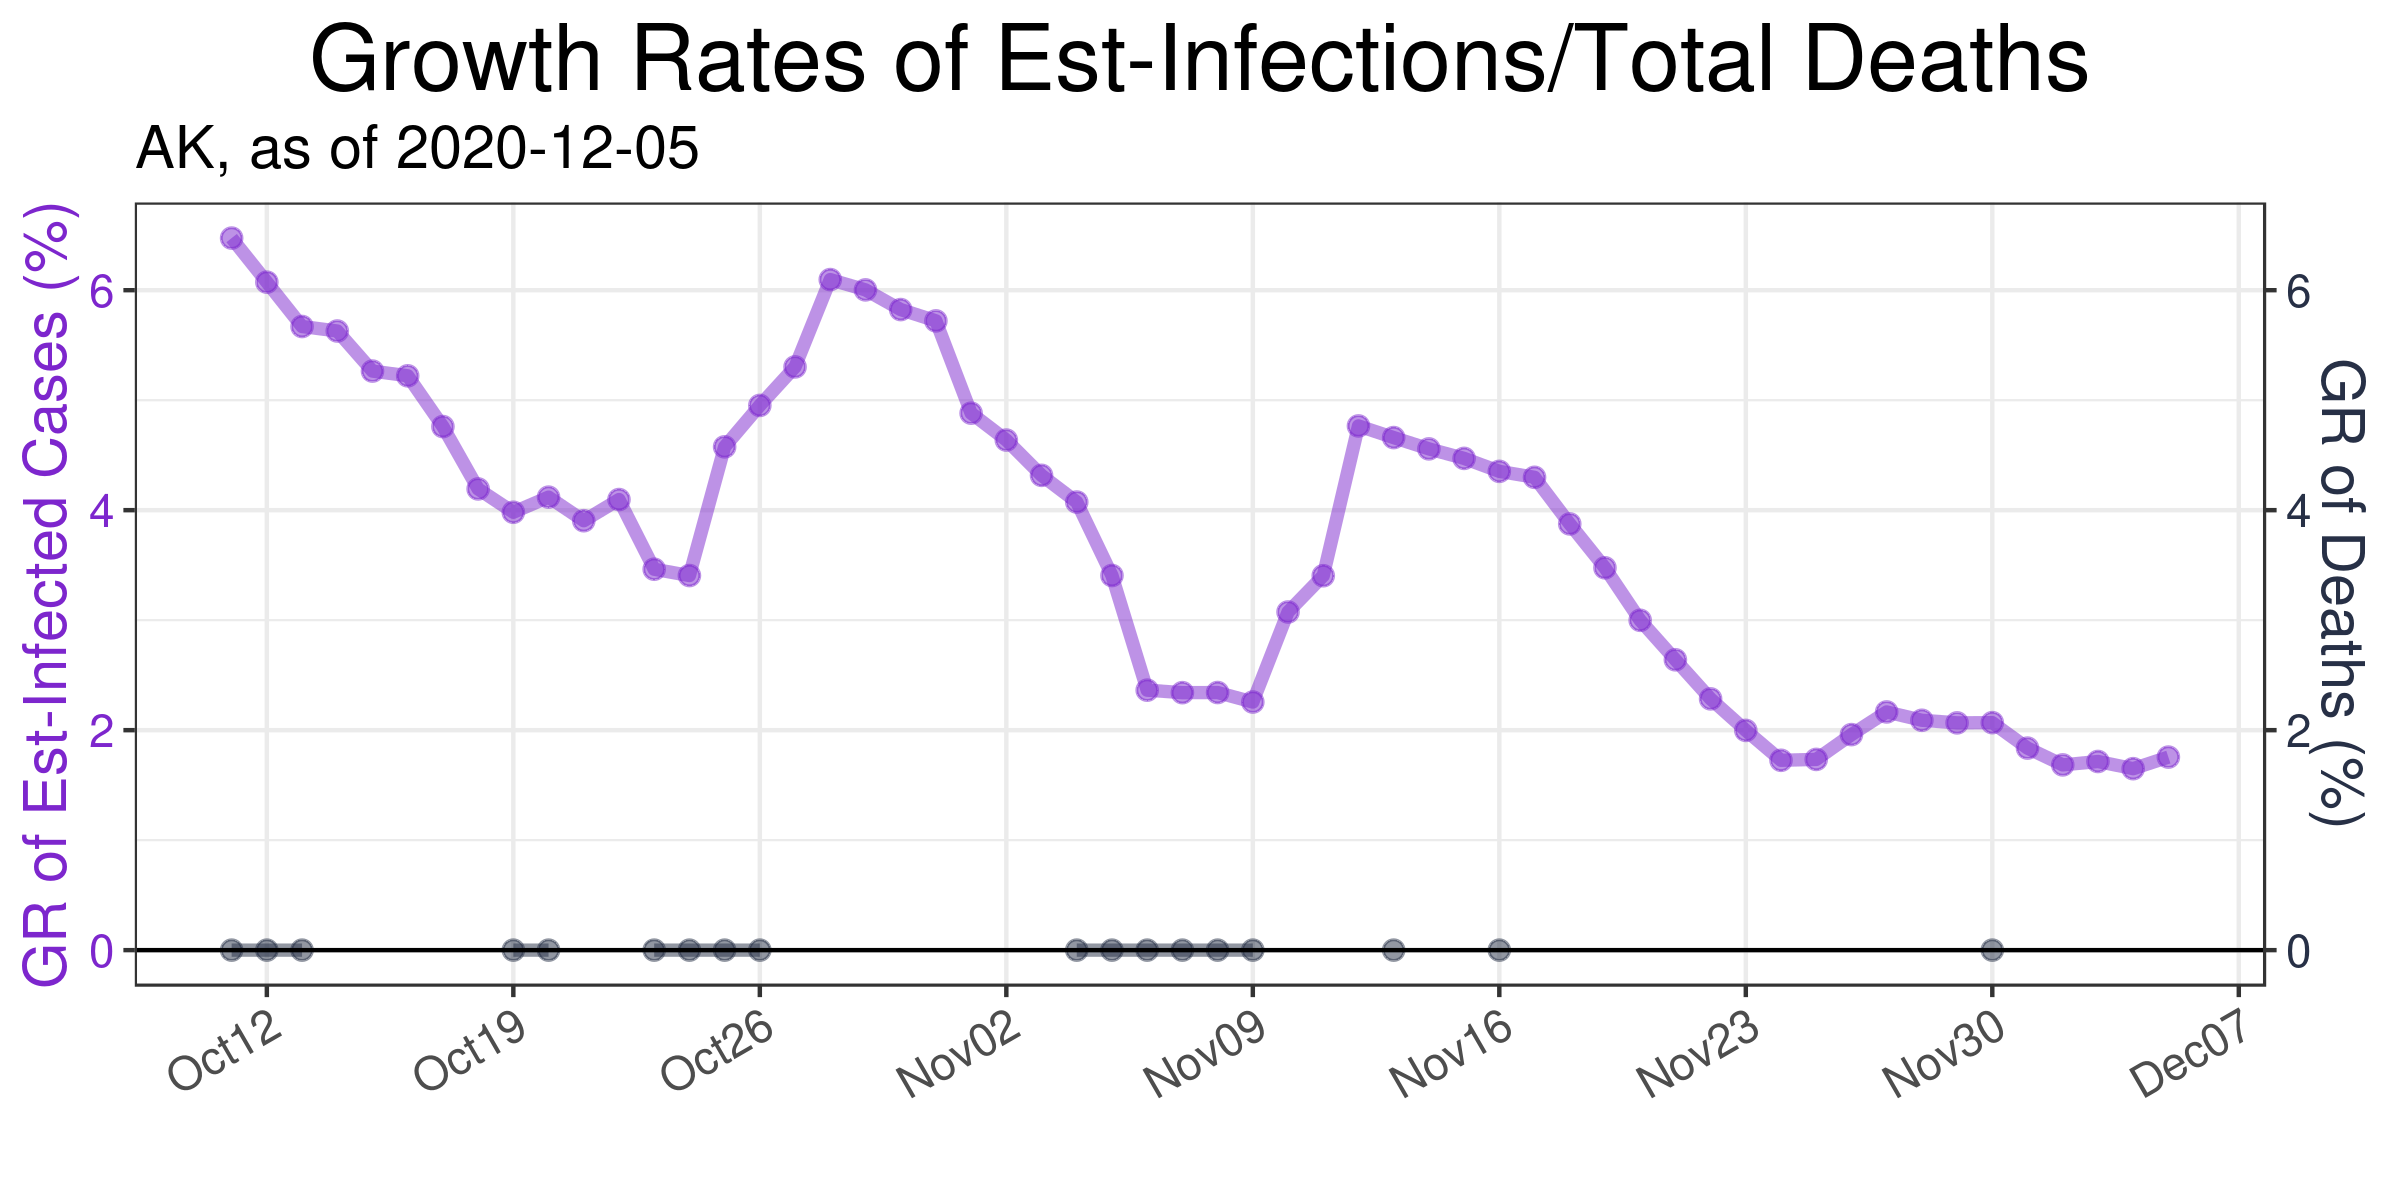 Growth Rates of Est-Infections/Total Deaths
AK, as of 2020-12-05
GR of Est-Infected Cases (%)
6
4
2
0
6
4
2
0
GR of Deaths (%)
Oct12
Oct19
Oct26
Nov02
Nov09
Nov16
Nov23
Nov30
Dec07